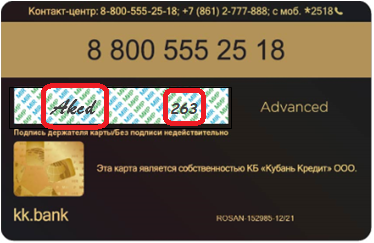 Контакт-центр: 8-800-555-25-18; +7 (861) 2-777-888; с моб. *2518
8 800 555 25 18
Aked 263 Advanced
Подпись держателя карты/Без подписи недействительно
Эта карта является собственностью КБ «Кубань Кредит» ООО.
kk.bank
ROSAN-152985-12/21